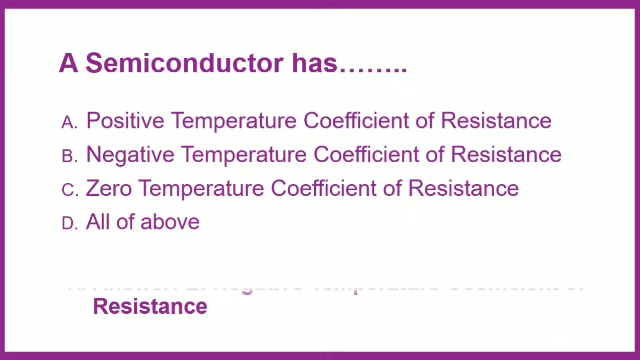 A Semiconductor has……..
A. Positive Temperature Coefficient of Resistance
B. Negative Temperature Coefficient of Resistance
C. Zero Temperature Coefficient of Resistance
D. All of above
Resistance